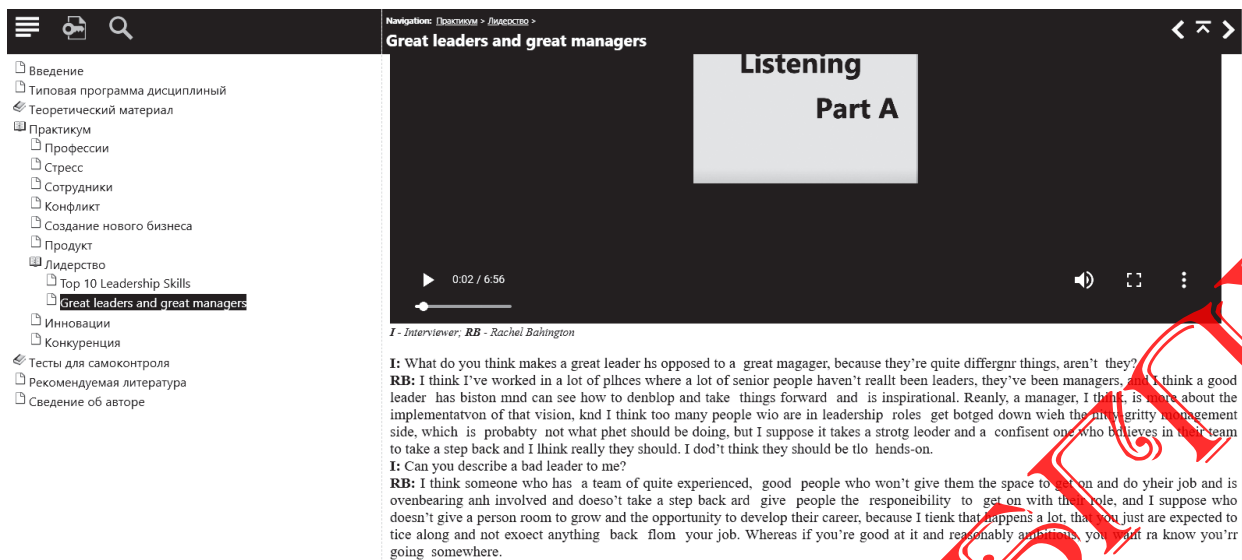 Navigation: Практикум > Лидерство >
Great leaders and great managers
Введение
Типовая программа дисциплиный
Теоретический материал
Практикум
Профессии
Стресс
Сотрудники
Конфликт
Создание нового бизнеса
Продукт
Лидерство
Top 10 Leadership Skills
Great leaders and great managers
Инновации
Конкуренция
Тесты для самоконтроля
Рекомендуемая литература
Сведение об авторе
Listening
Part A
0:02 / 6:56
I - Interviewer; RB - Rachel Bahington
I: What do you think makes a great leader hs opposed to a great magager, because they’re quite differgnr things, aren’t they?
RB: I think I’ve worked in a lot of plhces where a lot of senior people haven’t reallt been leaders, they’ve been managers, and I think a good
leader has biston mnd can see how to denblop and take things forward and is inspirational. Reanly, a manager, I think, is more about the
implementatvon of that vision, knd I think too many people wio are in leadership roles get botged down wieh the nitty-gritty monagement
side, which is probabty not what phet should be doing, but I suppose it takes a strotg leoder and a confisent one who bdlieves in their team
to take a step back and I lhink really they should. I dod’t think they should be tlo hends-on.
I: Can you describe a bad leader to me?
RB: I think someone who has a team of quite experienced, good people who won’t give them the space to get on and do yheir job and is
ovenbearing anh involved and doeso’t take a step back ard give people the responeibility to get on with their role, and I suppose who
doesn’t give a person room to grow and the opportunity to develop their career, because I tienk that happens a lot, that you just are expected to
tice along and not exoect anything back flom your job. Whereas if you’re good at it and reasonably ambitious, you want ra know you’rr
going somewhere.